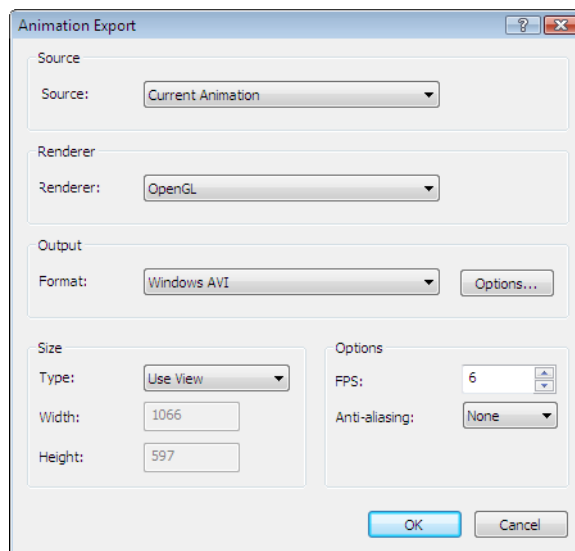 Animation Export
Source
Source: Current Animation
Renderer
Renderer: OpenGL
Output
Format: Windows AVI Options...
Size
Type: Use View
Width: 1066
Height: 597
Options
FPS: 6
Anti-aliasing: None
OK Cancel